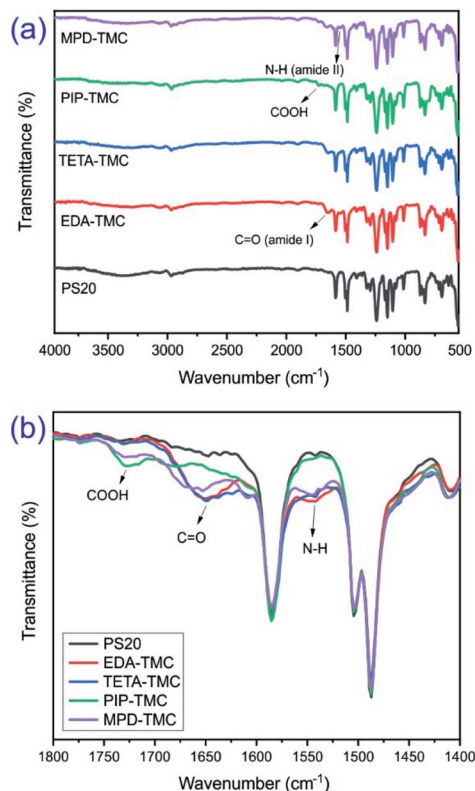 (a)
MPD-TMC
N-H (amide II)
PIP-TMC
COOH
TETA-TMC
EDA-TMC
C=O (amide I)
PS20
Transmittance (%)
4000 3500 3000 2500 2000 1500 1000 500
Wavenumber (cm⁻¹)
(b)
COOH
C=O
N-H
Transmittance (%)
PS20
EDA-TMC
TETA-TMC
PIP-TMC
MPD-TMC
1800 1750 1700 1650 1600 1550 1500 1450 1400
Wavenumber (cm⁻¹)